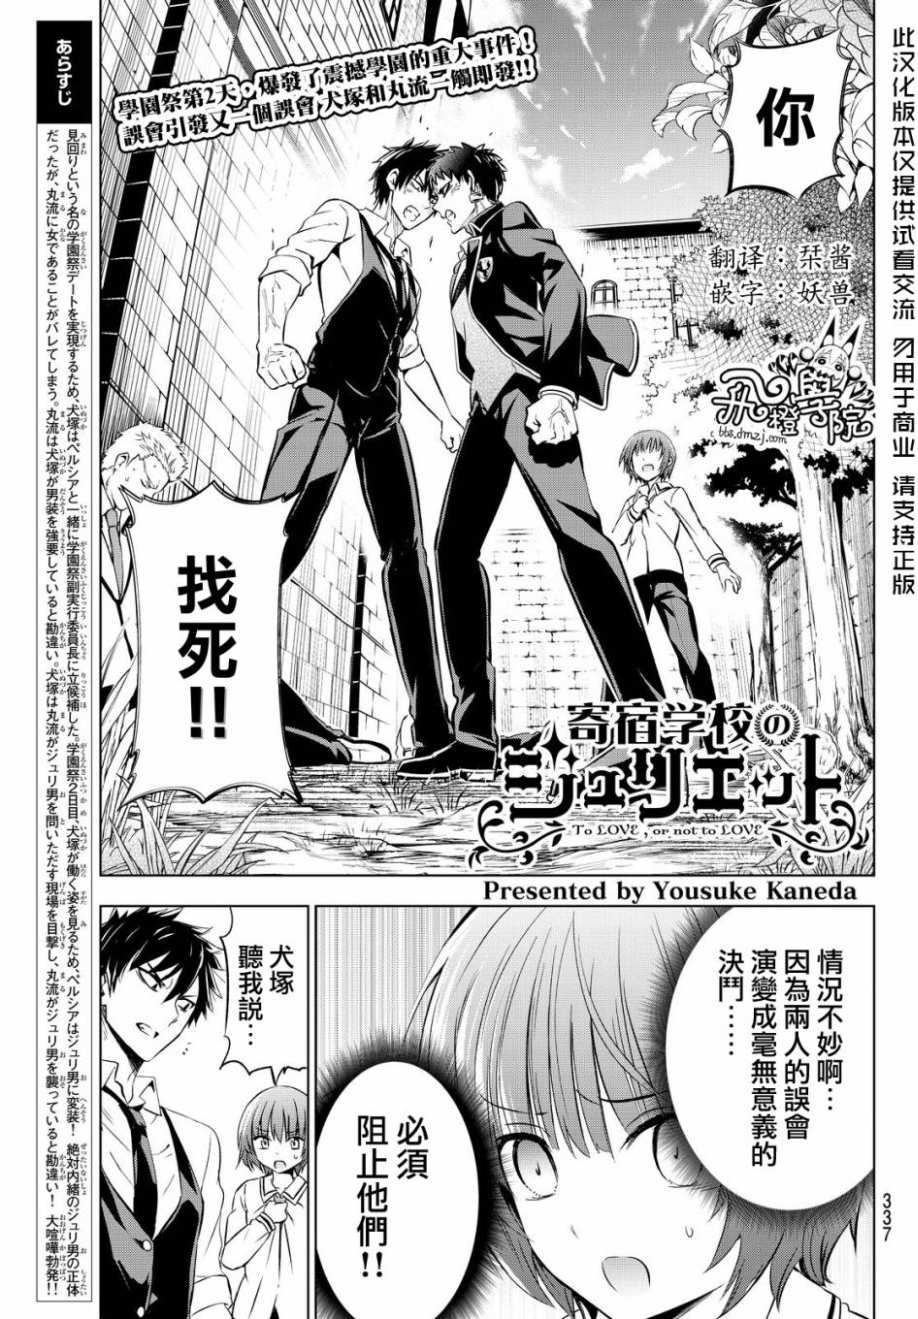 此汉化版本仅提供试看交流 勿用于商业 请支持正版
你
學園祭第2天。爆發了震撼學園的重大事件！
誤會引發又一個誤會，犬塚和丸流一觸即發!!
翻译：栞酱
嵌字：妖兽
bbs.dmzj.com
找死!!
寄宿学校の
ジュリエット
To LOVE, or not to LOVE
Presented by Yousuke Kaneda
情況不妙啊…
因為兩人的誤會
演變成毫無意義的
決鬥……
必須
阻止他們!!
犬塚
聽我說…
…
337
あらすじ
見回りという名の学園祭デートを実現するため、犬塚はペルシアと一緒に学園祭副実行委員長に立候補した。学園祭2日目、犬塚が働く姿を見るため、ペルシアはジュリ男に変装！ 絶対内緒のジュリ男の正体
だったが、丸流に女であることがバレてしまう。丸流は犬塚が男装を強要していると勘違い。犬塚は丸流がジュリ男を問いただす現場を目撃し、丸流がジュリ男を襲っていると勘違い！ 大喧嘩勃発!!